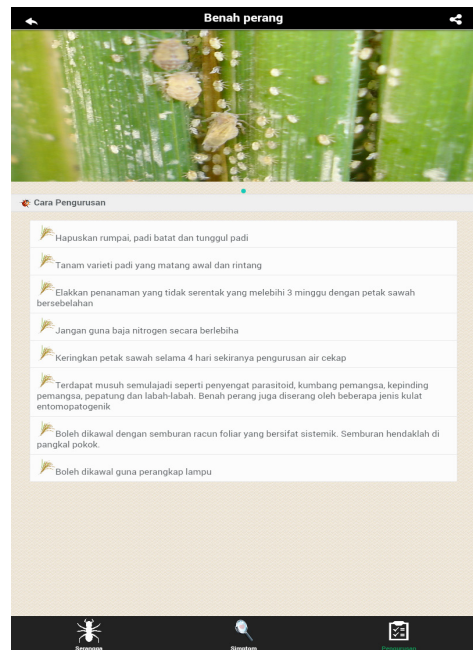 Benah perang
Cara Pengurusan
Hapuskan rumpai, padi batat dan tunggul padi
Tanam varieti padi yang matang awal dan rintang
Elakkan penanaman yang tidak serentak yang melebihi 3 minggu dengan petak sawah
bersebelahan
Jangan guna baja nitrogen secara berlebiha
Keringkan petak sawah selama 4 hari sekiranya pengurusan air cekap
Terdapat musuh semulajadi seperti penyengat parasitoid, kumbang pemangsa, kepinding
pemangsa, pepatung dan labah-labah. Benah perang juga diserang oleh beberapa jenis kulat
entomopatogenik
Boleh dikawal dengan semburan racun foliar yang bersifat sistemik. Semburan hendaklah di
pangkal pokok.
Boleh dikawal guna perangkap lampu
Serangga
Simptom
Pengurusan